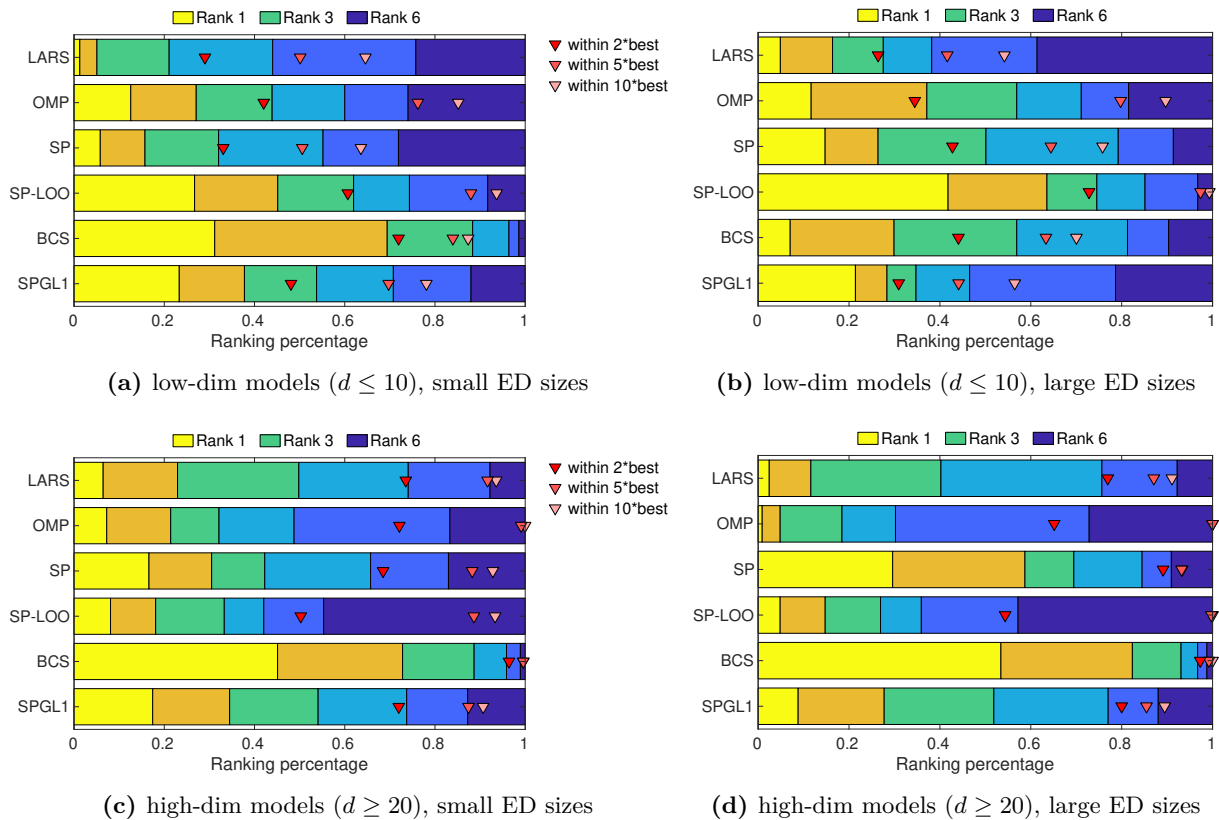 Rank 1 Rank 3 Rank 6
LARS
OMP
SP
SP-LOO
BCS
SPGL1
0 0.2 0.4 0.6 0.8 1
Ranking percentage
within 2*best
within 5*best
within 10*best
(a) low-dim models (d ≤ 10), small ED sizes
Rank 1 Rank 3 Rank 6
LARS
OMP
SP
SP-LOO
BCS
SPGL1
0 0.2 0.4 0.6 0.8 1
Ranking percentage
(b) low-dim models (d ≤ 10), large ED sizes
Rank 1 Rank 3 Rank 6
LARS
OMP
SP
SP-LOO
BCS
SPGL1
0 0.2 0.4 0.6 0.8 1
Ranking percentage
within 2*best
within 5*best
within 10*best
(c) high-dim models (d ≥ 20), small ED sizes
Rank 1 Rank 3 Rank 6
LARS
OMP
SP
SP-LOO
BCS
SPGL1
0 0.2 0.4 0.6 0.8 1
Ranking percentage
(d) high-dim models (d ≥ 20), large ED sizes